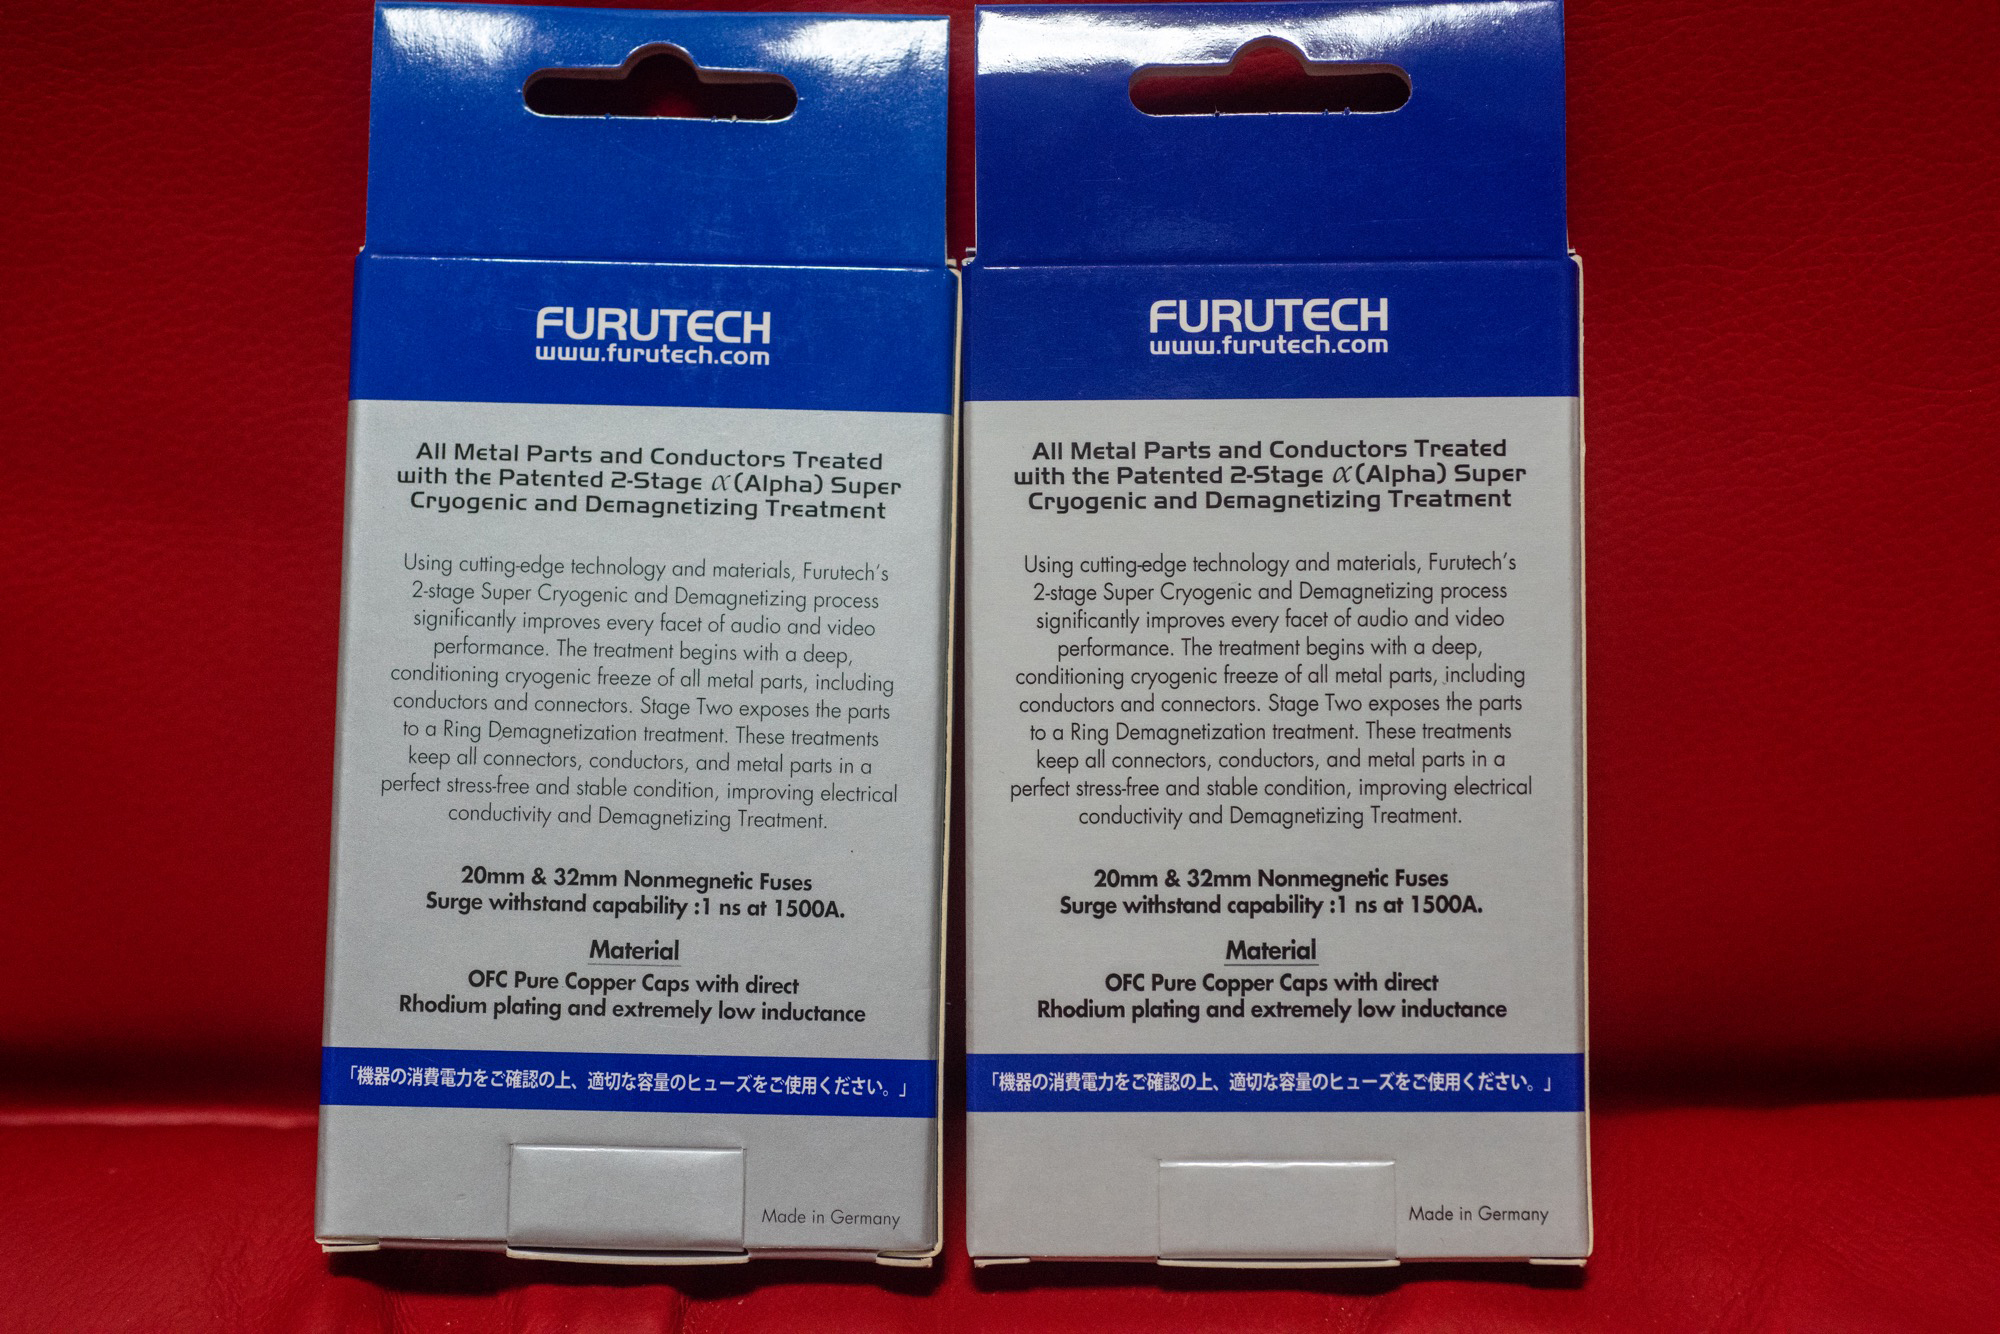 FURUTECH
www.furutech.com
All Metal Parts and Conductors Treated
with the Patented 2-Stage α(Alpha) Super
Cryogenic and Demagnetizing Treatment
Using cutting-edge technology and materials, Furutech's
2-stage Super Cryogenic and Demagnetizing process
significantly improves every facet of audio and video
performance. The treatment begins with a deep,
conditioning cryogenic freeze of all metal parts, including
conductors and connectors. Stage Two exposes the parts
to a Ring Demagnetization treatment. These treatments
keep all connectors, conductors, and metal parts in a
perfect stress-free and stable condition, improving electrical
conductivity and Demagnetizing Treatment.
20mm & 32mm Nonmegnetic Fuses
Surge withstand capability :1 ns at 1500A.
Material
OFC Pure Copper Caps with direct
Rhodium plating and extremely low inductance
「機器の消費電力をご確認の上、適切な容量のヒューズをご使用ください。」
Made in Germany
FURUTECH
www.furutech.com
All Metal Parts and Conductors Treated
with the Patented 2-Stage α(Alpha) Super
Cryogenic and Demagnetizing Treatment
Using cutting-edge technology and materials, Furutech's
2-stage Super Cryogenic and Demagnetizing process
significantly improves every facet of audio and video
performance. The treatment begins with a deep,
conditioning cryogenic freeze of all metal parts, including
conductors and connectors. Stage Two exposes the parts
to a Ring Demagnetization treatment. These treatments
keep all connectors, conductors, and metal parts in a
perfect stress-free and stable condition, improving electrical
conductivity and Demagnetizing Treatment.
20mm & 32mm Nonmegnetic Fuses
Surge withstand capability :1 ns at 1500A.
Material
OFC Pure Copper Caps with direct
Rhodium plating and extremely low inductance
「機器の消費電力をご確認の上、適切な容量のヒューズをご使用ください。」
Made in Germany